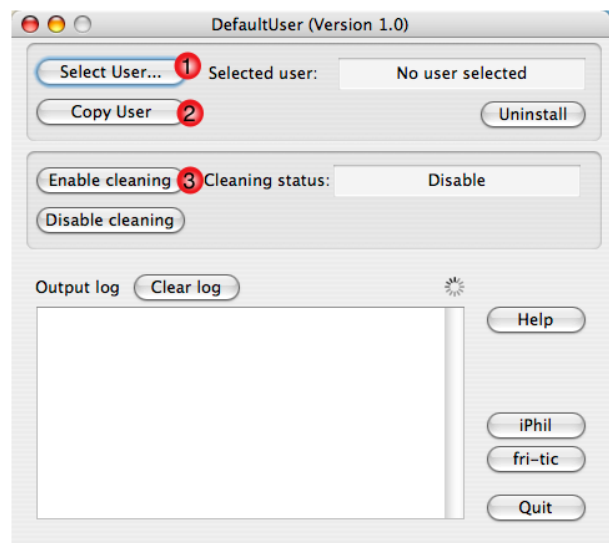 DefaultUser (Version 1.0)
Select User... 1 Selected user: No user selected
Copy User 2 Uninstall
Enable cleaning 3 Cleaning status: Disable
Disable cleaning
Output log Clear log
Help
iPhil
fri-tic
Quit